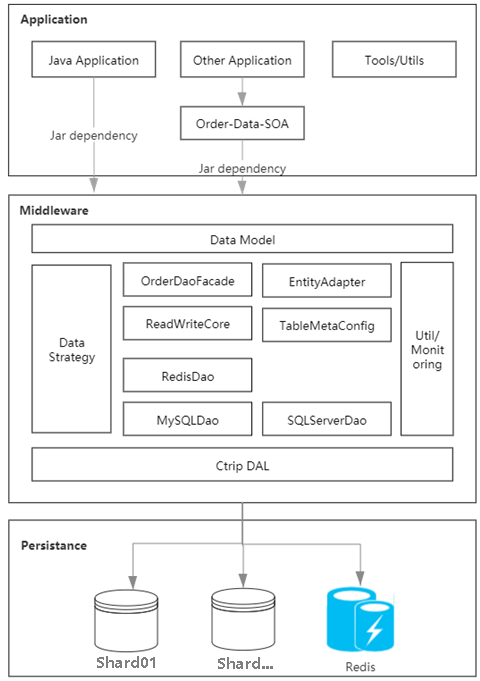 Application
Java Application
Other Application
Tools/Utils
Order-Data-SOA
Jar dependency
Jar dependency
Middleware
Data Model
Data
Strategy
OrderDaoFacade
EntityAdapter
ReadWriteCore
TableMetaConfig
RedisDao
MySQLDao
SQLServerDao
Util/
Monit
oring
Ctrip DAL
Persistance
Shard01
Shard...
Redis